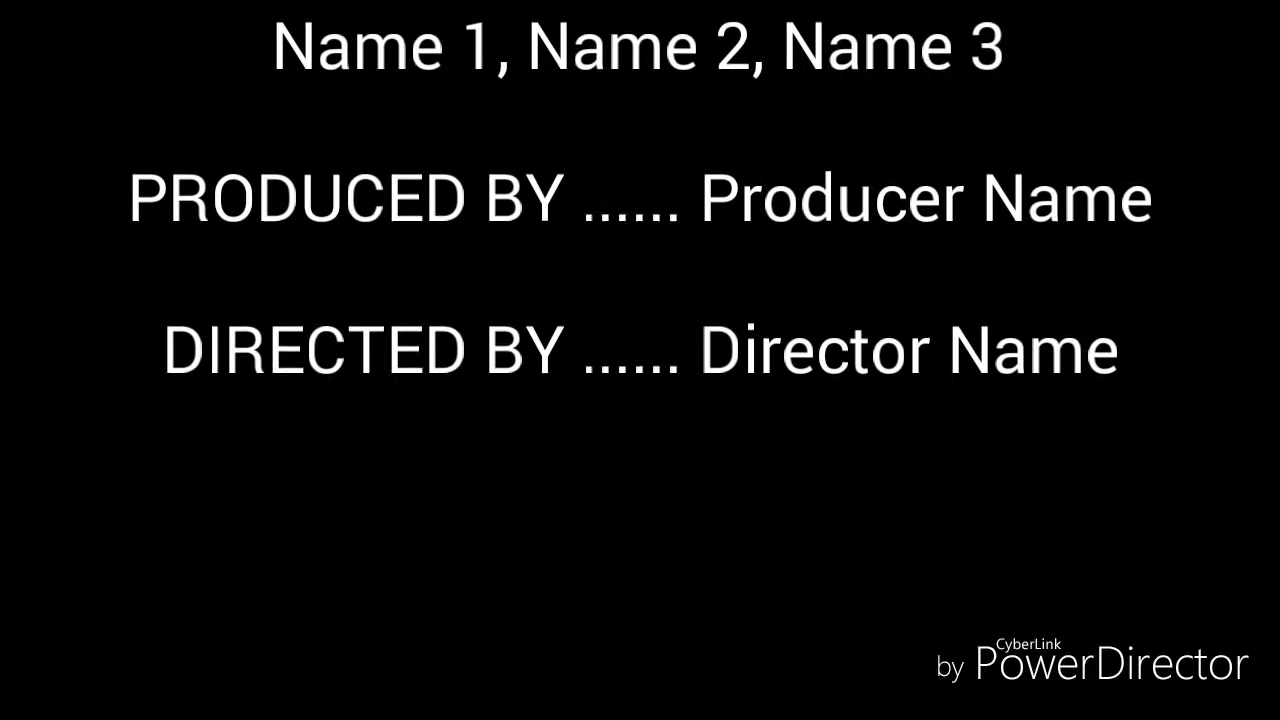 Name 1, Name 2, Name 3
PRODUCED BY ...... Producer Name
DIRECTED BY ...... Director Name
CyberLink
by PowerDirector